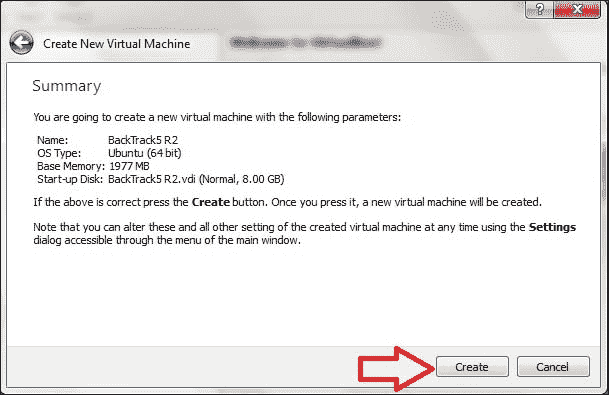 Create New Virtual Machine
Summary
You are going to create a new virtual machine with the following parameters:
Name: BackTrack5 R2
OS Type: Ubuntu (64 bit)
Base Memory: 1977 MB
Start-up Disk: BackTrack5 R2.vdi (Normal, 8.00 GB)
If the above is correct press the Create button. Once you press it, a new virtual machine will be created.
Note that you can alter these and all other setting of the created virtual machine at any time using the Settings
dialog accessible through the menu of the main window.
Create Cancel